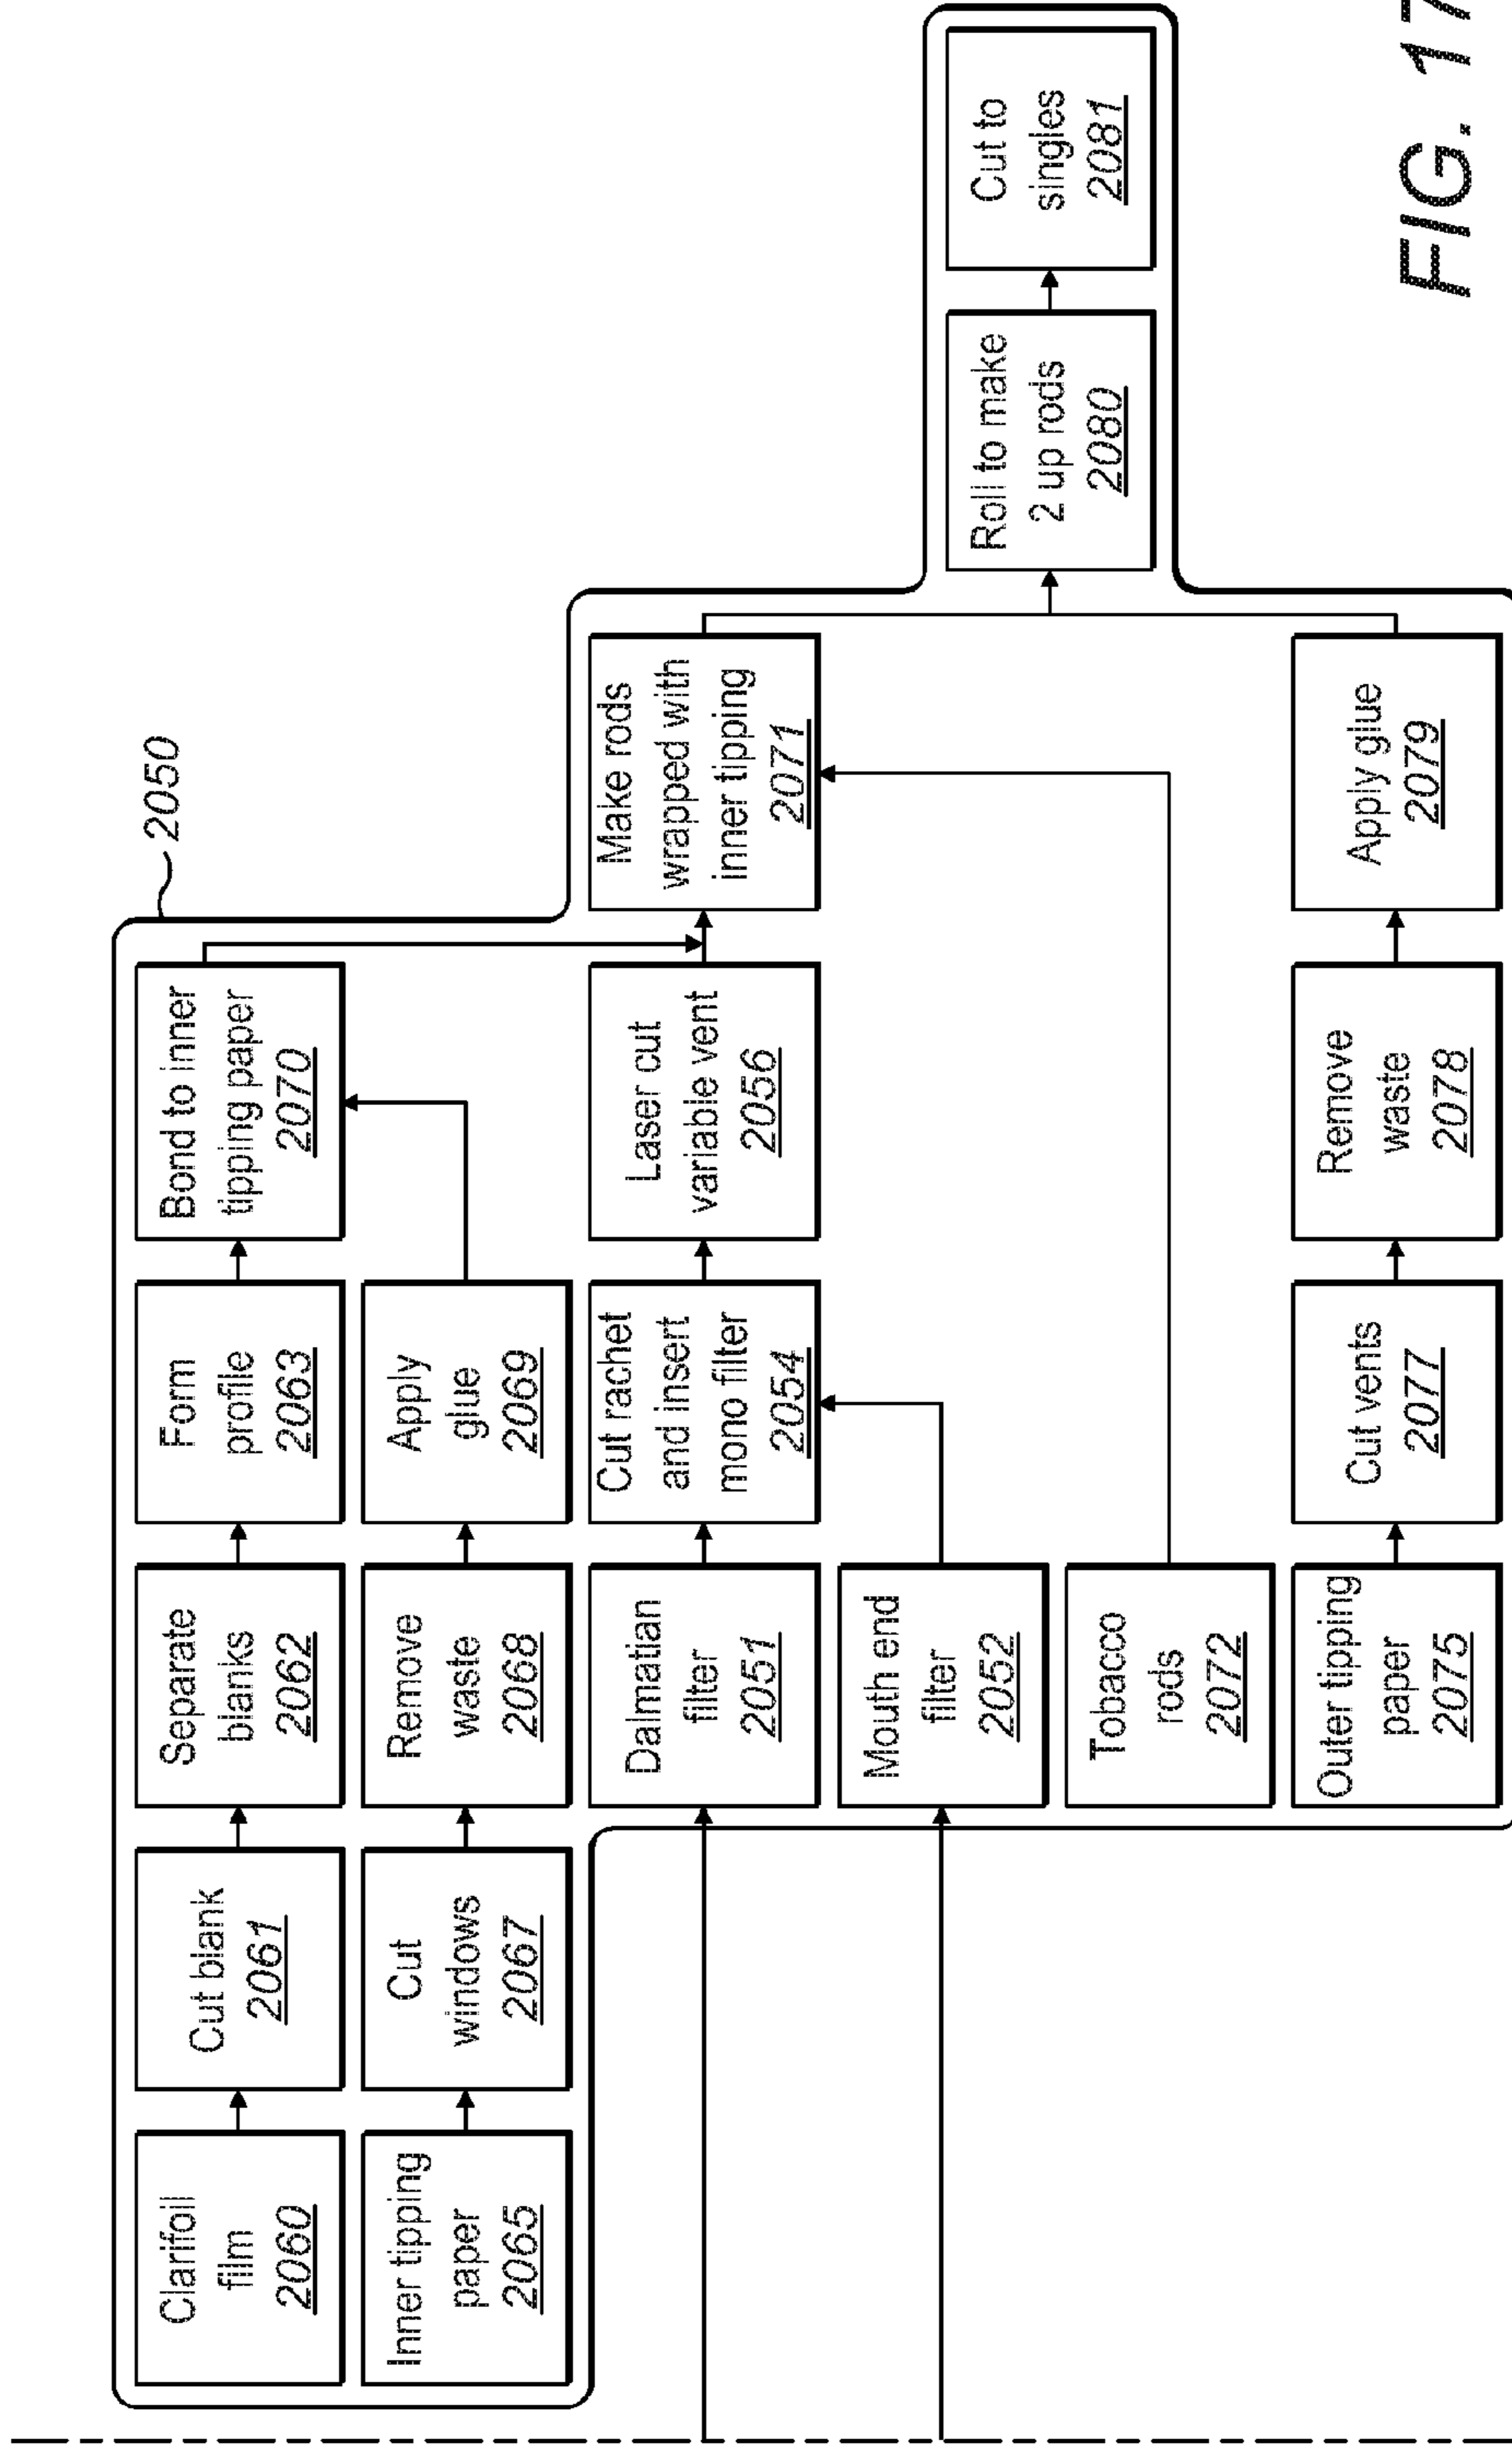 2050
Clarifoil
film
2060
Cut blank
2061
Separate
blanks
2062
Form
profile
2063
Bond to inner
tipping paper
2070
Inner tipping
paper
2065
Cut
windows
2067
Remove
waste
2068
Apply
glue
2069
Dalmatian
filter
2051
Cut rachet
and insert
mono filter
2054
Laser cut
variable vent
2056
Make rods
wrapped with
inner tipping
2071
Mouth end
filter
2052
Tobacco
rods
2072
Outer tipping
paper
2075
Cut vents
2077
Remove
waste
2078
Apply glue
2079
Roll to make
2 up rods
2080
Cut to
singles
2081
FIG. 17